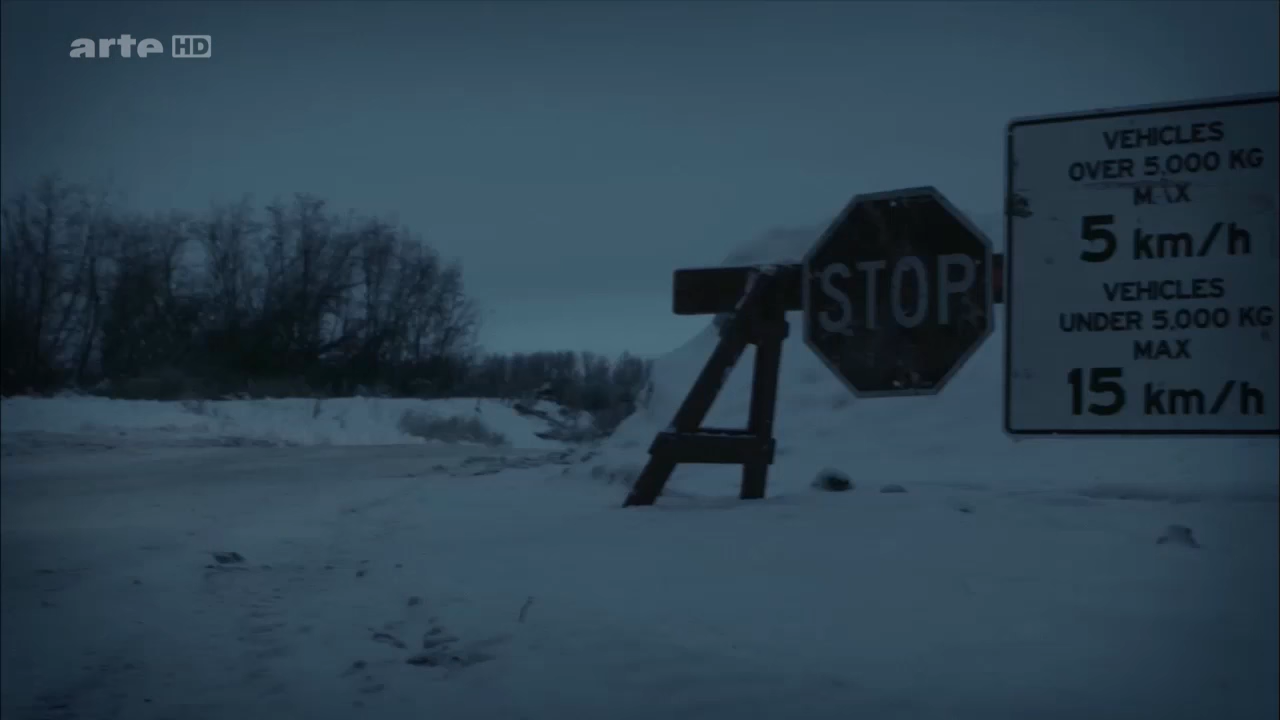 arte HD
STOP
VEHICLES
OVER 5,000 KG
MAX
5 km/h
VEHICLES
UNDER 5,000 KG
MAX
15 km/h